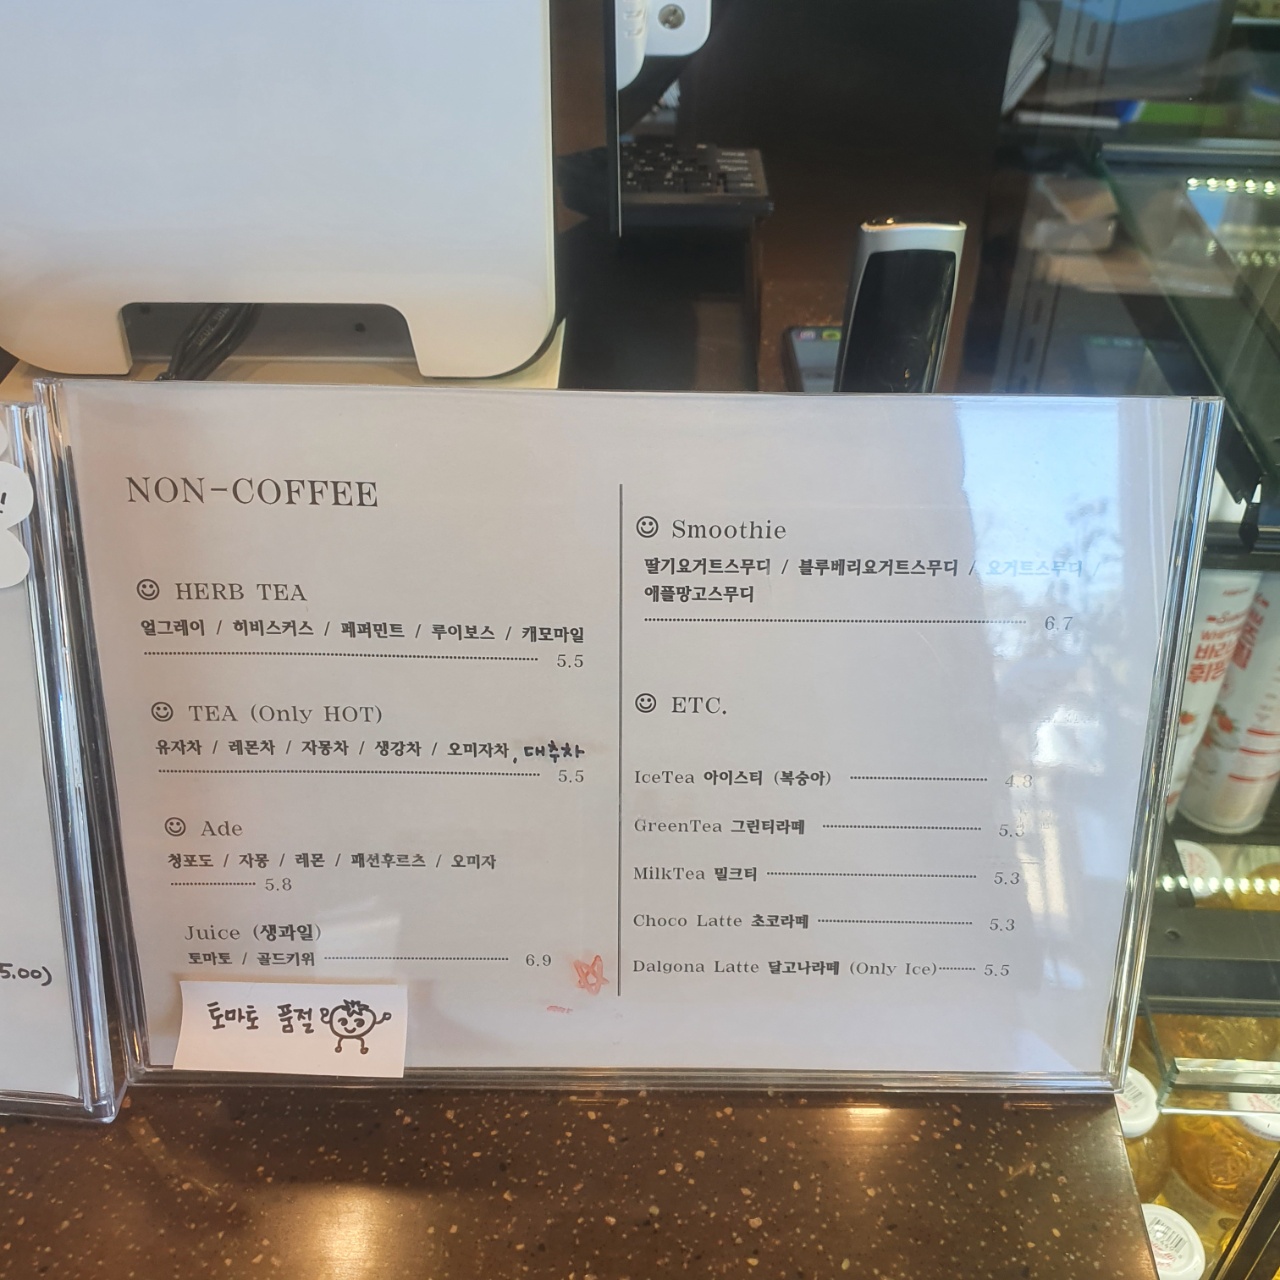 NON-COFFEE
HERB TEA
얼그레이 / 히비스커스 / 페퍼민트 / 루이보스 / 캐모마일
5.5
TEA (Only HOT)
유자차 / 레몬차 / 자몽차 / 생강차 / 오미자차, 대추차
5.5
Ade
청포도 / 자몽 / 레몬 / 패션후르츠 / 오미자
5.8
Juice (생과일)
토마토 / 골드키위 6.9
토마토 품절
Smoothie
딸기요거트스무디 / 블루베리요거트스무디 / 요거트스무디 /
애플망고스무디
6.7
ETC.
IceTea 아이스티 (복숭아) 4.8
GreenTea 그린티라떼
MilkTea 밀크티 5.3
Choco Latte 초코라떼 5.3
Dalgona Latte 달고나라떼 (Only Ice) 5.5
5.00)